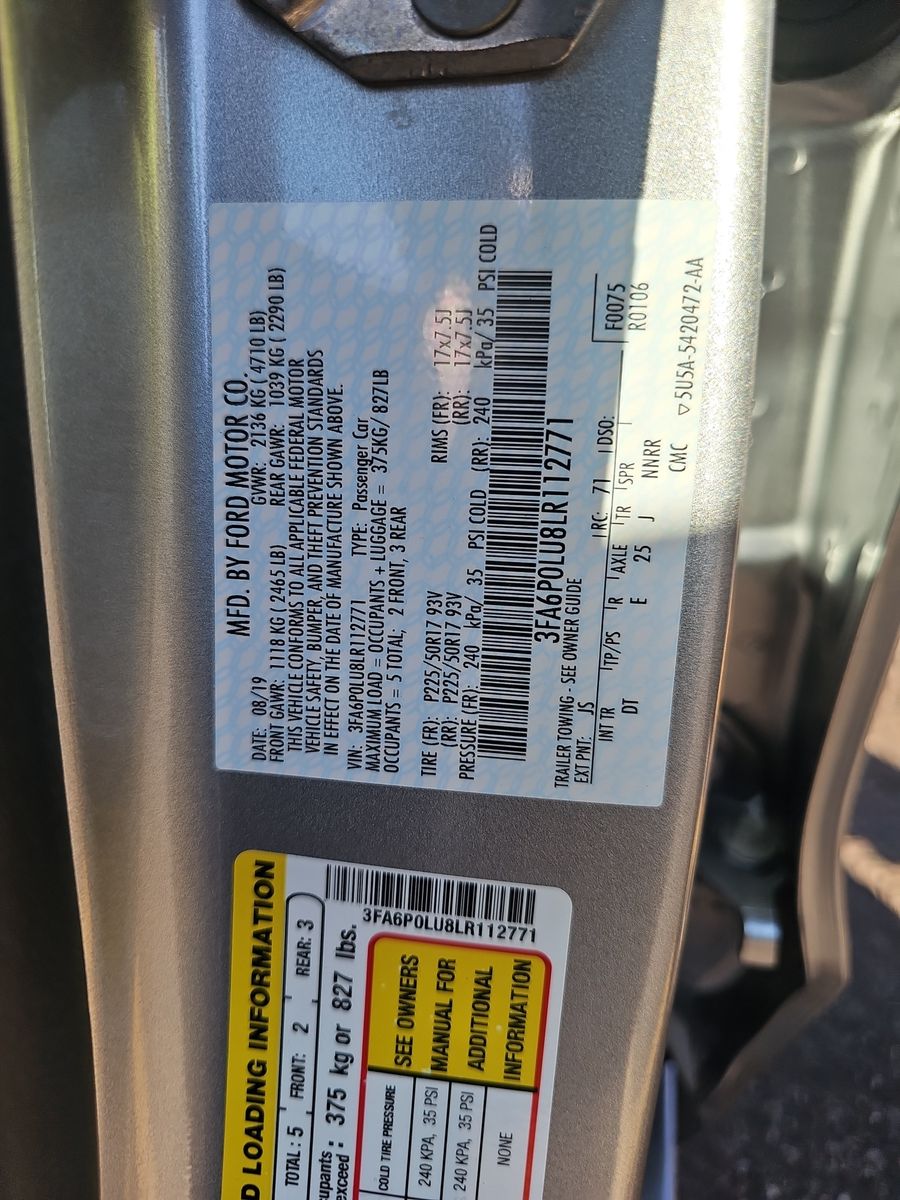 MFD. BY FORD MOTOR CO.
DATE: 08/19 GVWR: 2136 KG ( 4710 LB)
FRONT GAWR: 1118 KG ( 2465 LB) REAR GAWR: 1039 KG ( 2290 LB)
THIS VEHICLE CONFORMS TO ALL APPLICABLE FEDERAL MOTOR
VEHICLE SAFETY, BUMPER, AND THEFT PREVENTION STANDARDS
IN EFFECT ON THE DATE OF MANUFACTURE SHOWN ABOVE.
VIN: 3FA6P0LU8LR112771 TYPE: Passenger Car
MAXIMUM LOAD = OCCUPANTS + LUGGAGE = 375KG/ 827LB
OCCUPANTS = 5 TOTAL; 2 FRONT, 3 REAR
TIRE (FR): P225/50R17 93V RIMS (FR): 17x7.5J
(RR): P225/50R17 93V (RR): 17x7.5J
PRESSURE (FR): 240 kPa/ 35 PSI COLD (RR): 240 kPa/ 35 PSI COLD
3FA6P0LU8LR112771
TRAILER TOWING - SEE OWNER GUIDE
EXT PNT: JS RC: 71 DSO: F0075
INT TR TP/PS R AXLE TR SPR R0106
DT E 25 J NNRR
CMC
▽5U5A-5420472-AA
D LOADING INFORMATION
TOTAL: 5 FRONT: 2 REAR: 3
upants
exceed : 375 kg or 827 lbs.
3FA6P0LU8LR112771
COLD TIRE PRESSURE
240 KPA, 35 PSI
240 KPA, 35 PSI
NONE
SEE OWNERS
MANUAL FOR
ADDITIONAL
INFORMATION